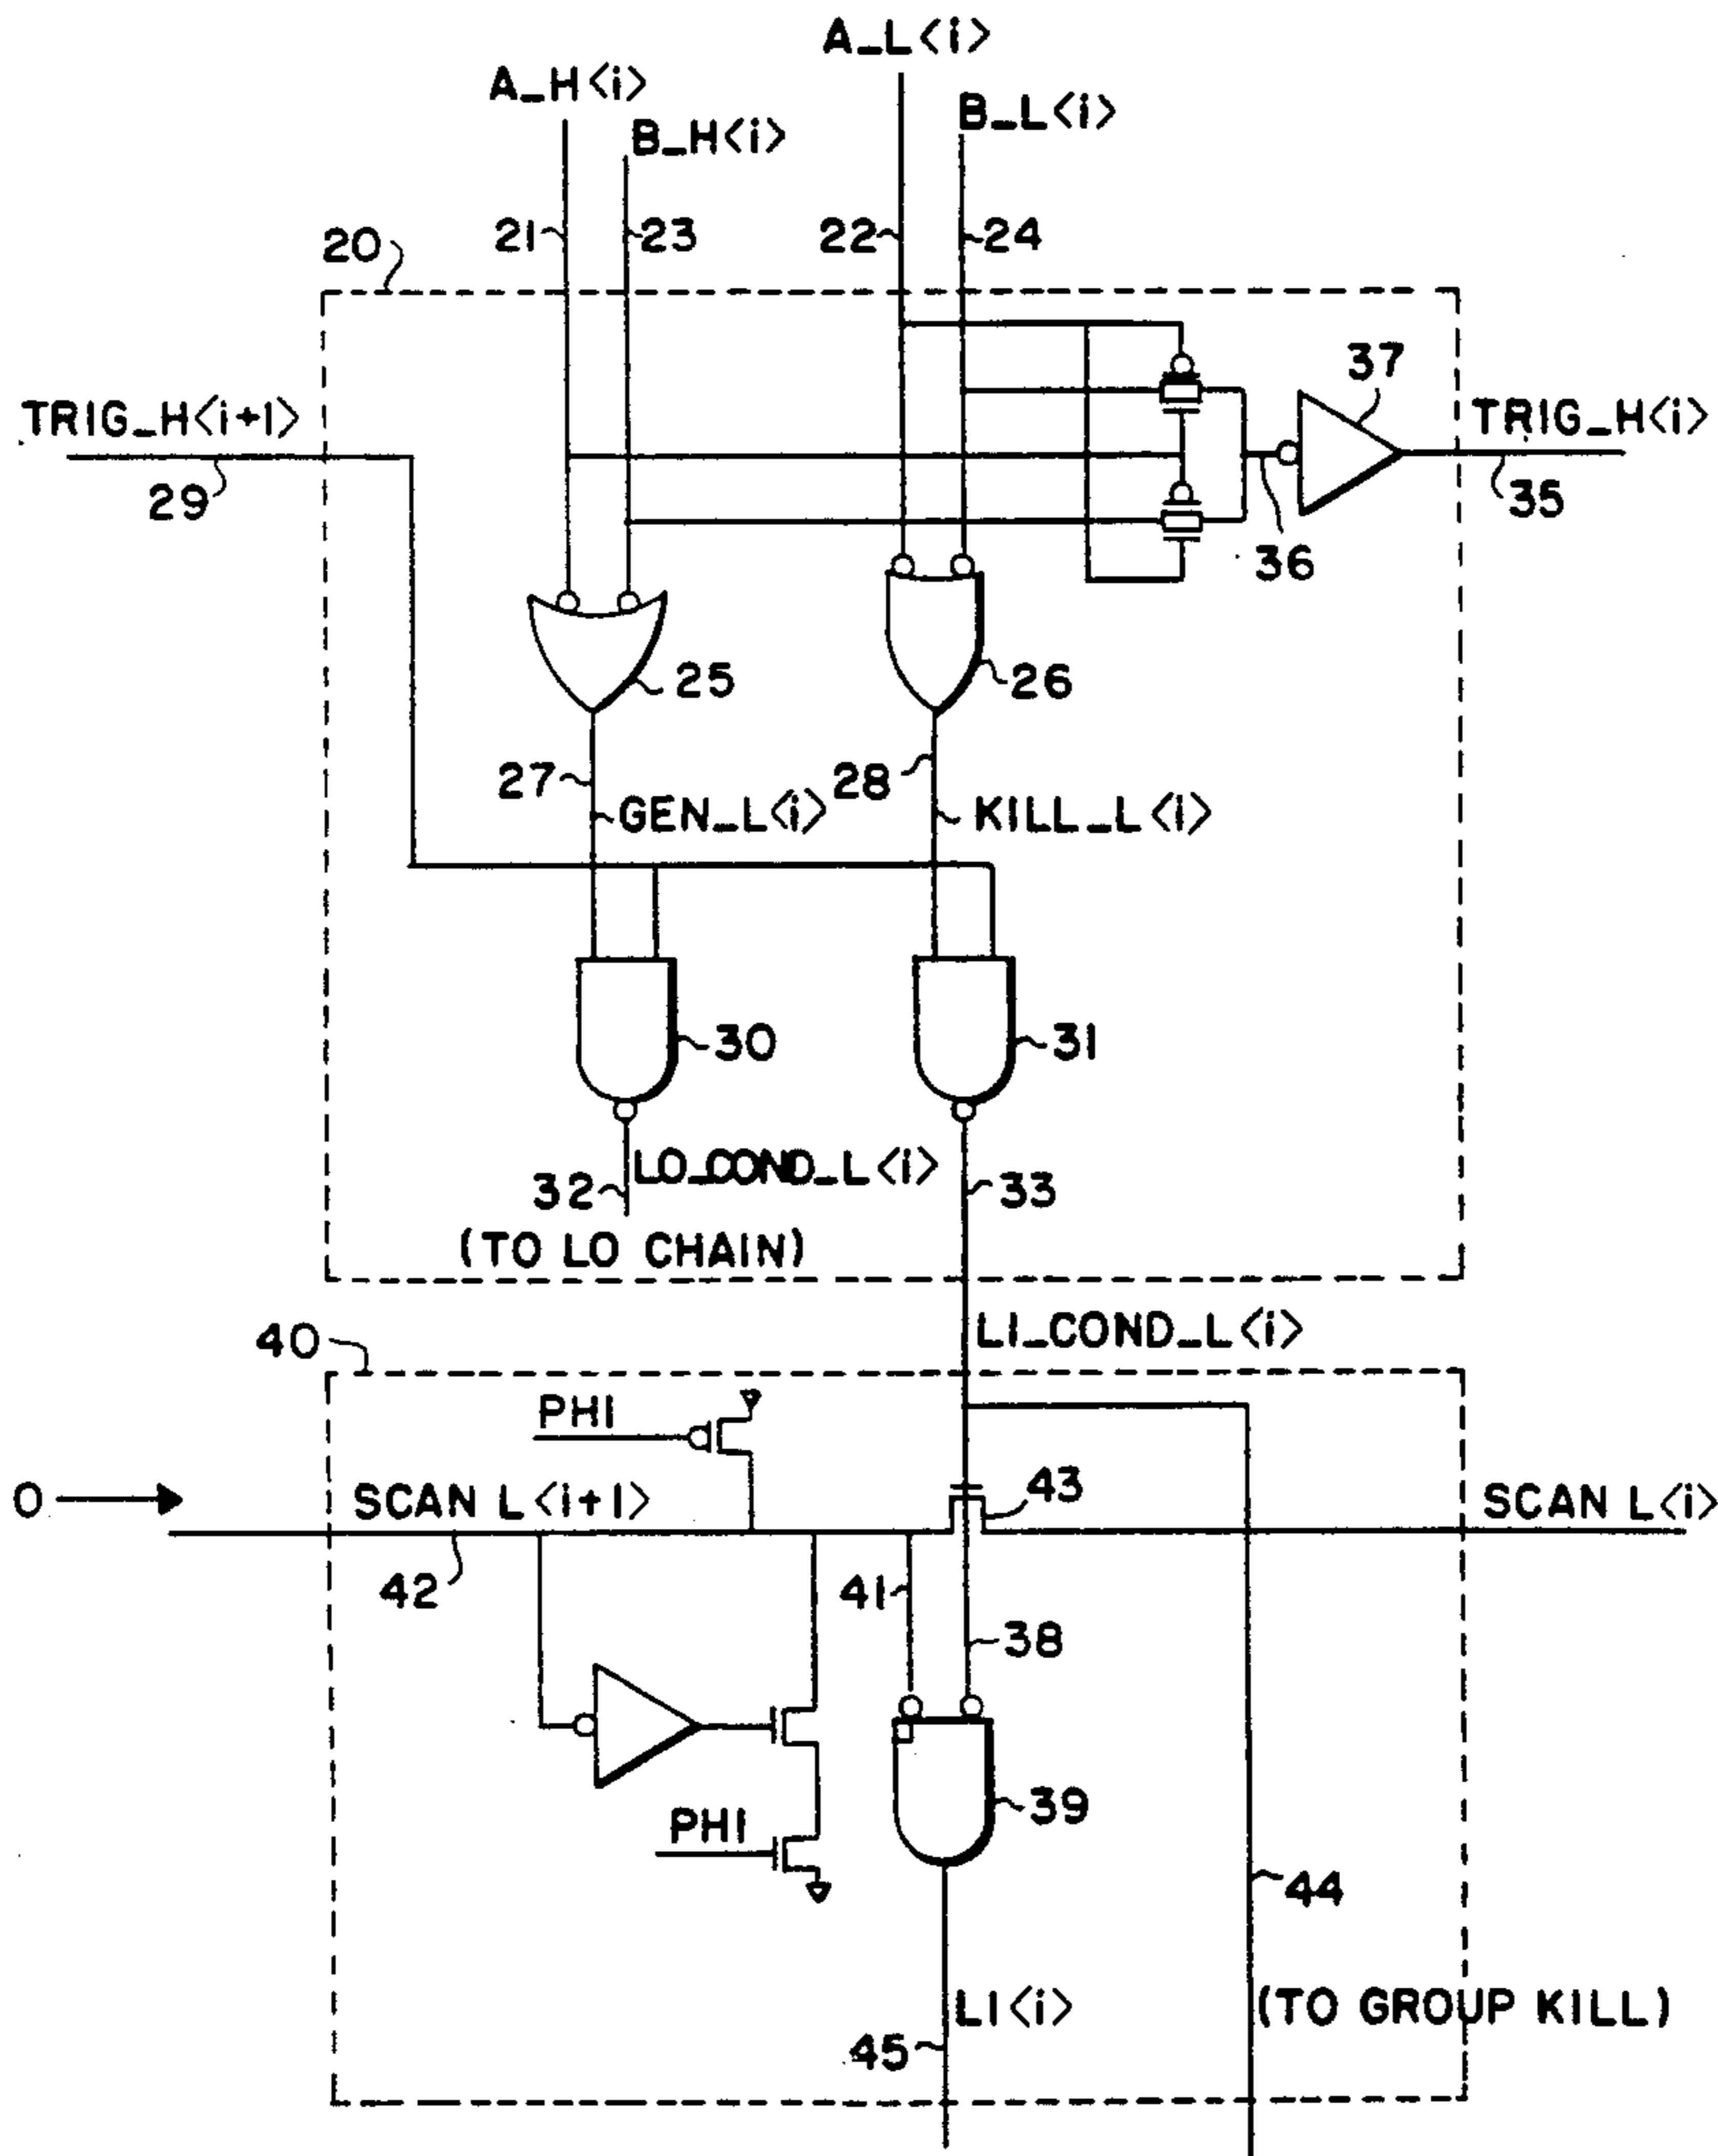 A_L<i>
A_H<i>
B_L<i>
B_H<i>
21
23
22
24
20
37
TRIG_H<i+1>
TRIG_H<i>
29
35
36
25
26
27
28
GEN_L<i>
KILL_L<i>
30
31
LO_COND_L<i>
32
33
(TO LO CHAIN)
LI_COND_L<i>
40
PHI
43
O
SCAN L<i+1>
SCAN L<i>
42
41
38
39
PHI
44
LI<i>
(TO GROUP KILL)
45